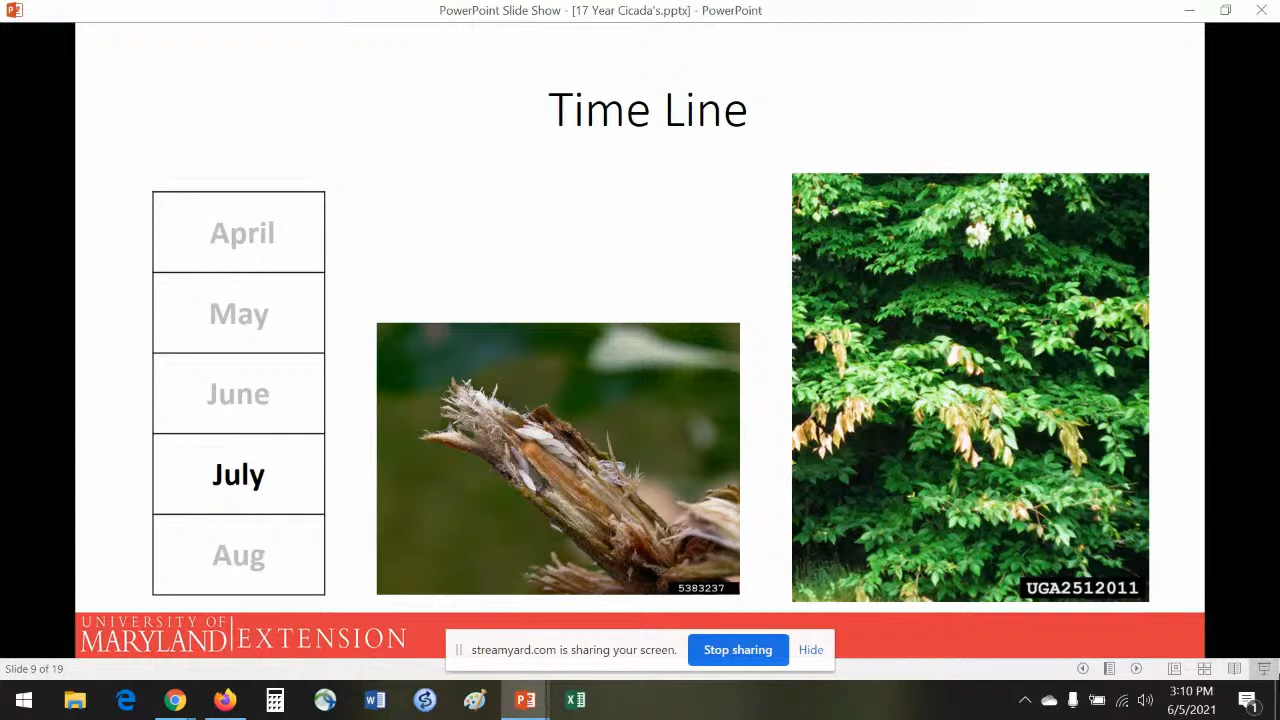 PowerPoint Slide Show - [17 Year Cicada's.pptx] - PowerPoint
Time Line
April
May
June
July
Aug
5383237
UGA2512011
UNIVERSITY OF
MARYLAND
EXTENSION
streamyard.com is sharing your screen.
Stop sharing
Hide
Slide 9 of 19
3:10 PM
6/5/2021
1